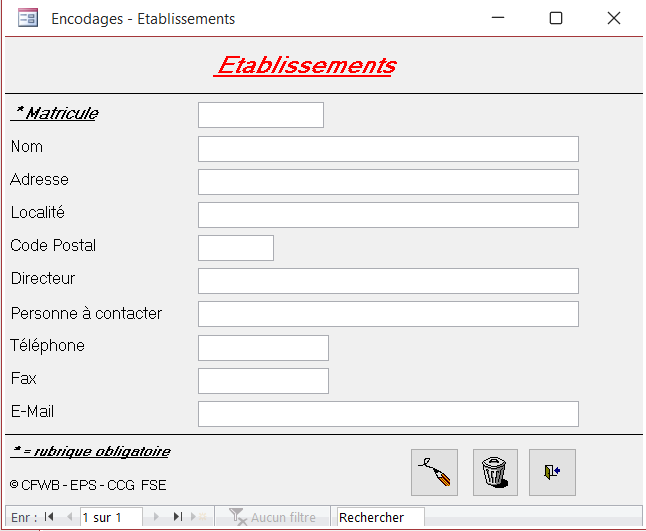 Encodages - Etablissements
Etablissements
* Matricule
Nom
Adresse
Localité
Code Postal
Directeur
Personne à contacter
Téléphone
Fax
E-Mail
* = rubrique obligatoire
© CFWB - EPS - CCG FSE
Enr : 1 sur 1 Aucun filtre Rechercher